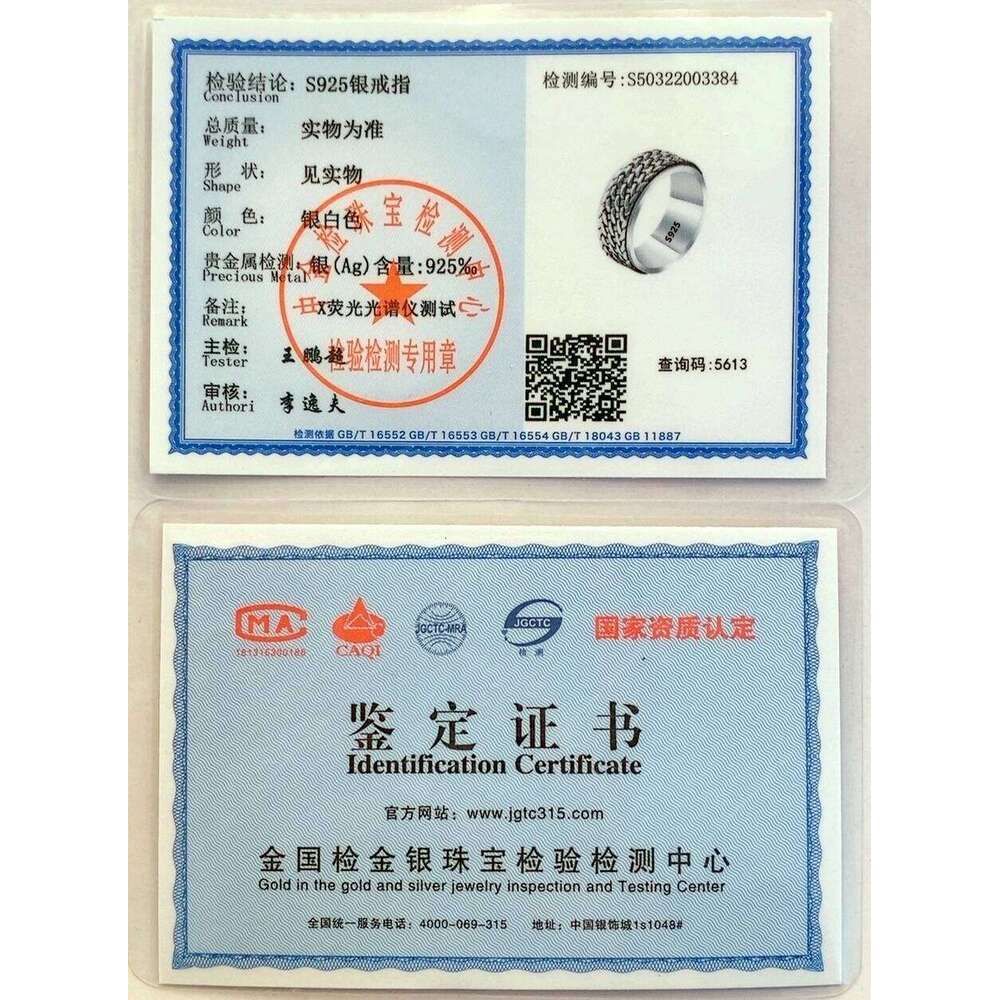 检验结论: S925银戒指
Conclusion
检测编号:S50322003384
总质量: 实物为准
Weight
形 状: 见实物
Shape
颜 色: 银白色
Color
贵金属检测: 银(Ag)含量:925‰
Precious Metal
备注: X荧光光谱仪测试
Remark
主检: 王鹏超
Tester
审核: 李逸夫
Authori
珠宝检测中心
检验检测专用章
S925
查询码:5613
检测依据 GB/T 16552 GB/T 16553 GB/T 16554 GB/T 18043 GB 11887
MA
181316300188
CAQI
JGCTC-MRA
JGCTC
检 测
国家资质认定
鉴定证书
Identification Certificate
官方网站: www.jgtc315.com
金国检金银珠宝检验检测中心
Gold in the gold and silver jewelry inspection and Testing Center
全国统一服务电话: 4000-069-315 地址: 中国银饰城1s1048#